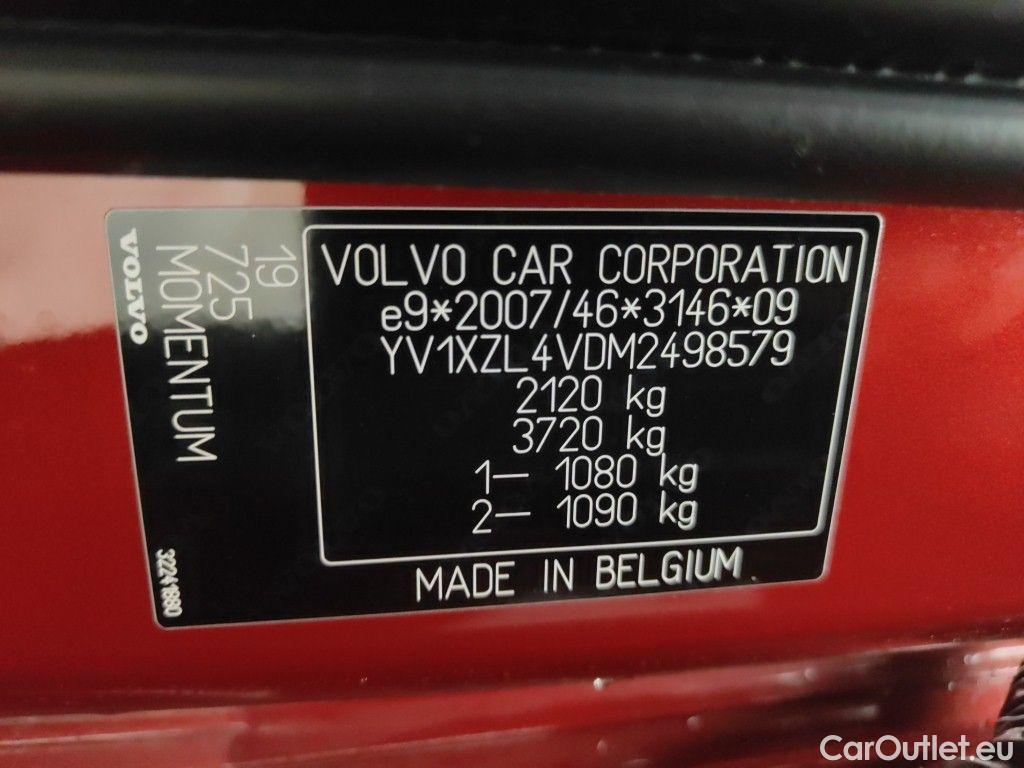 VOLVO
19
725
MOMENTUM
32241880
VOLVO CAR CORPORATION
e9*2007/46*3146*09
YV1XZL4VDM2498579
2120 kg
3720 kg
1— 1080 kg
2— 1090 kg
MADE IN BELGIUM
CarOutlet.eu